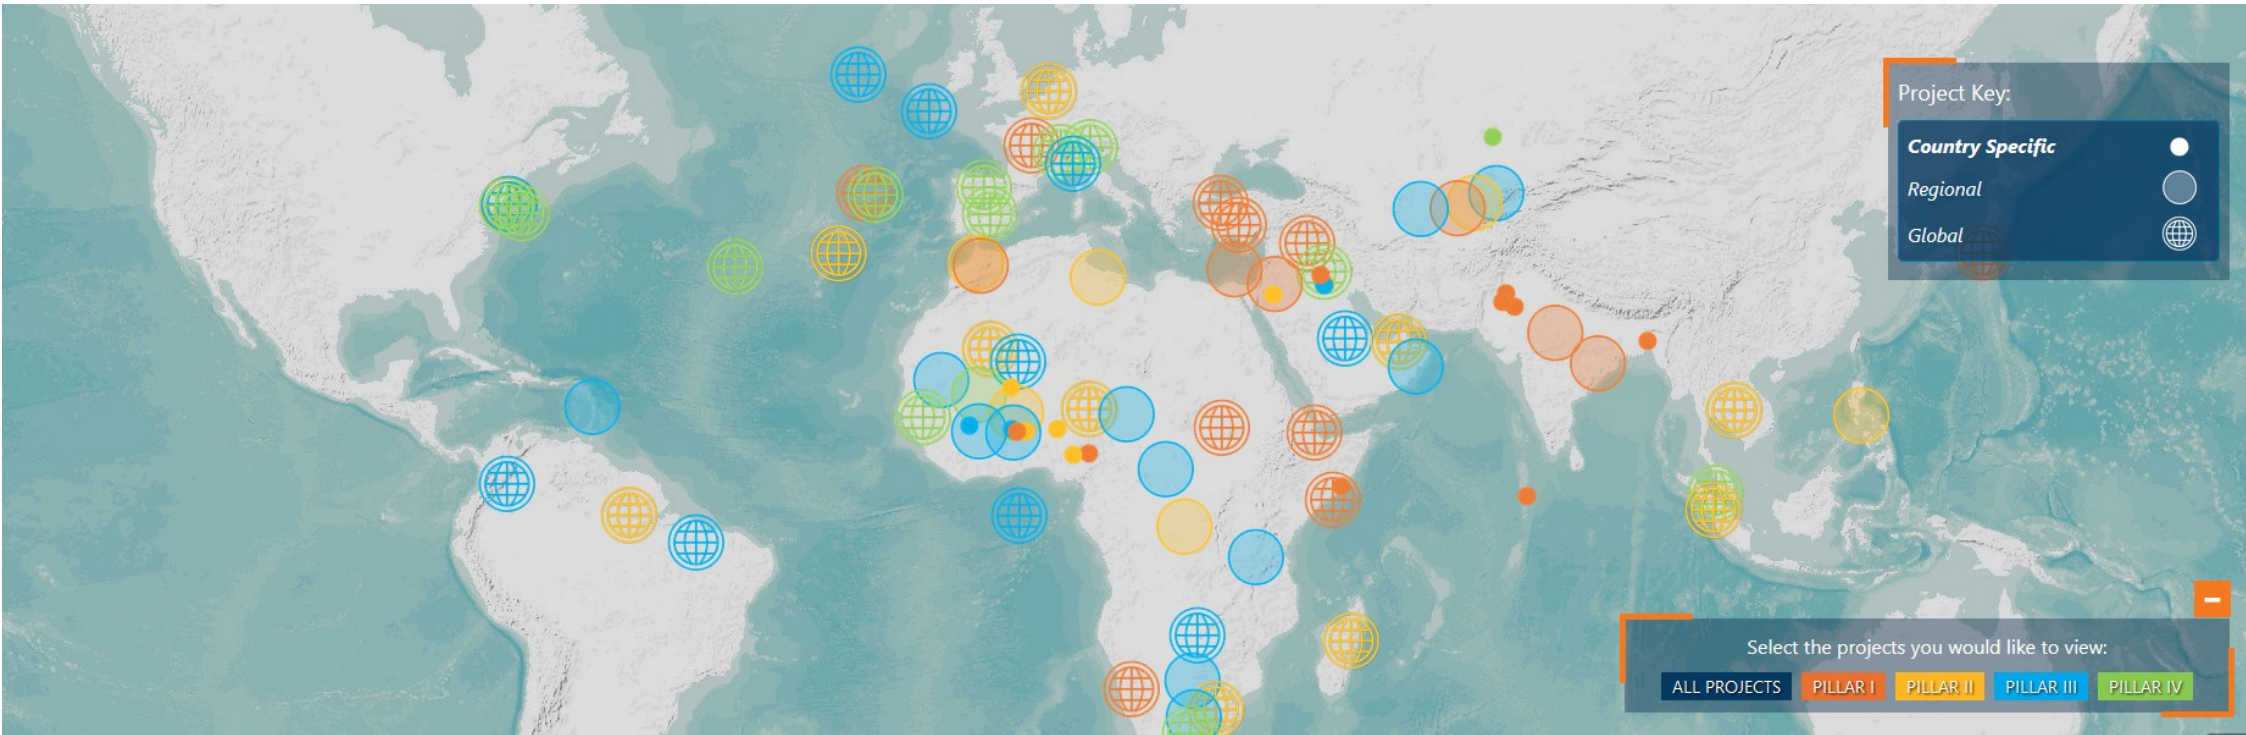 Project Key:
Country Specific
Regional
Global
Select the projects you would like to view:
ALL PROJECTS PILLAR I PILLAR II PILLAR III PILLAR IV